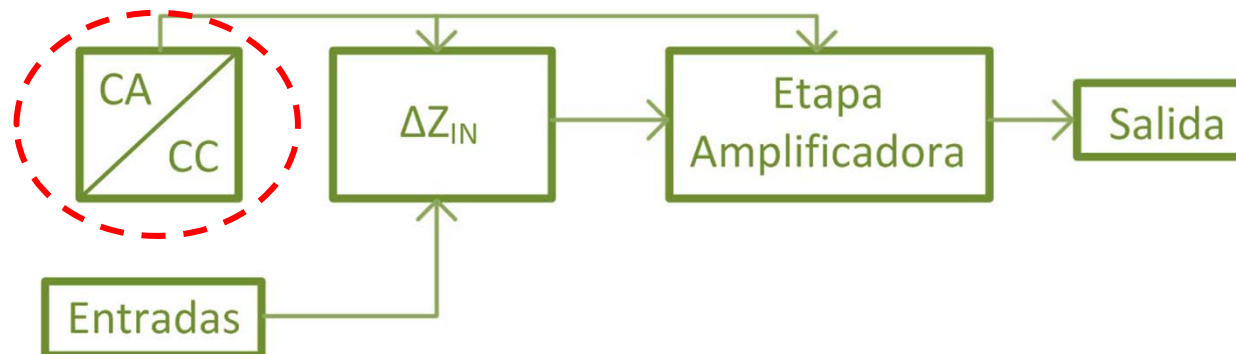 CA
CC
ΔZIN
Etapa
Amplificadora
Salida
Entradas